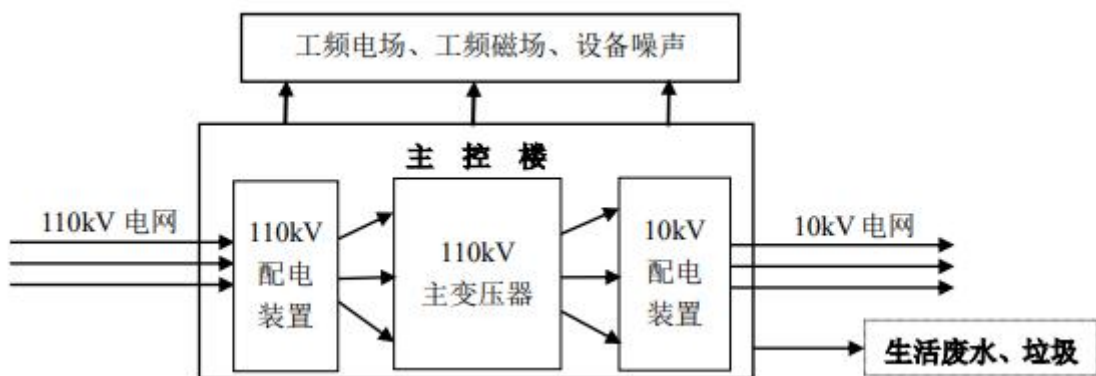 工频电场、工频磁场、设备噪声
主 控 楼
110kV 电网
110kV
配电
装置
110kV
主变压器
10kV
配电
装置
10kV 电网
生活废水、垃圾